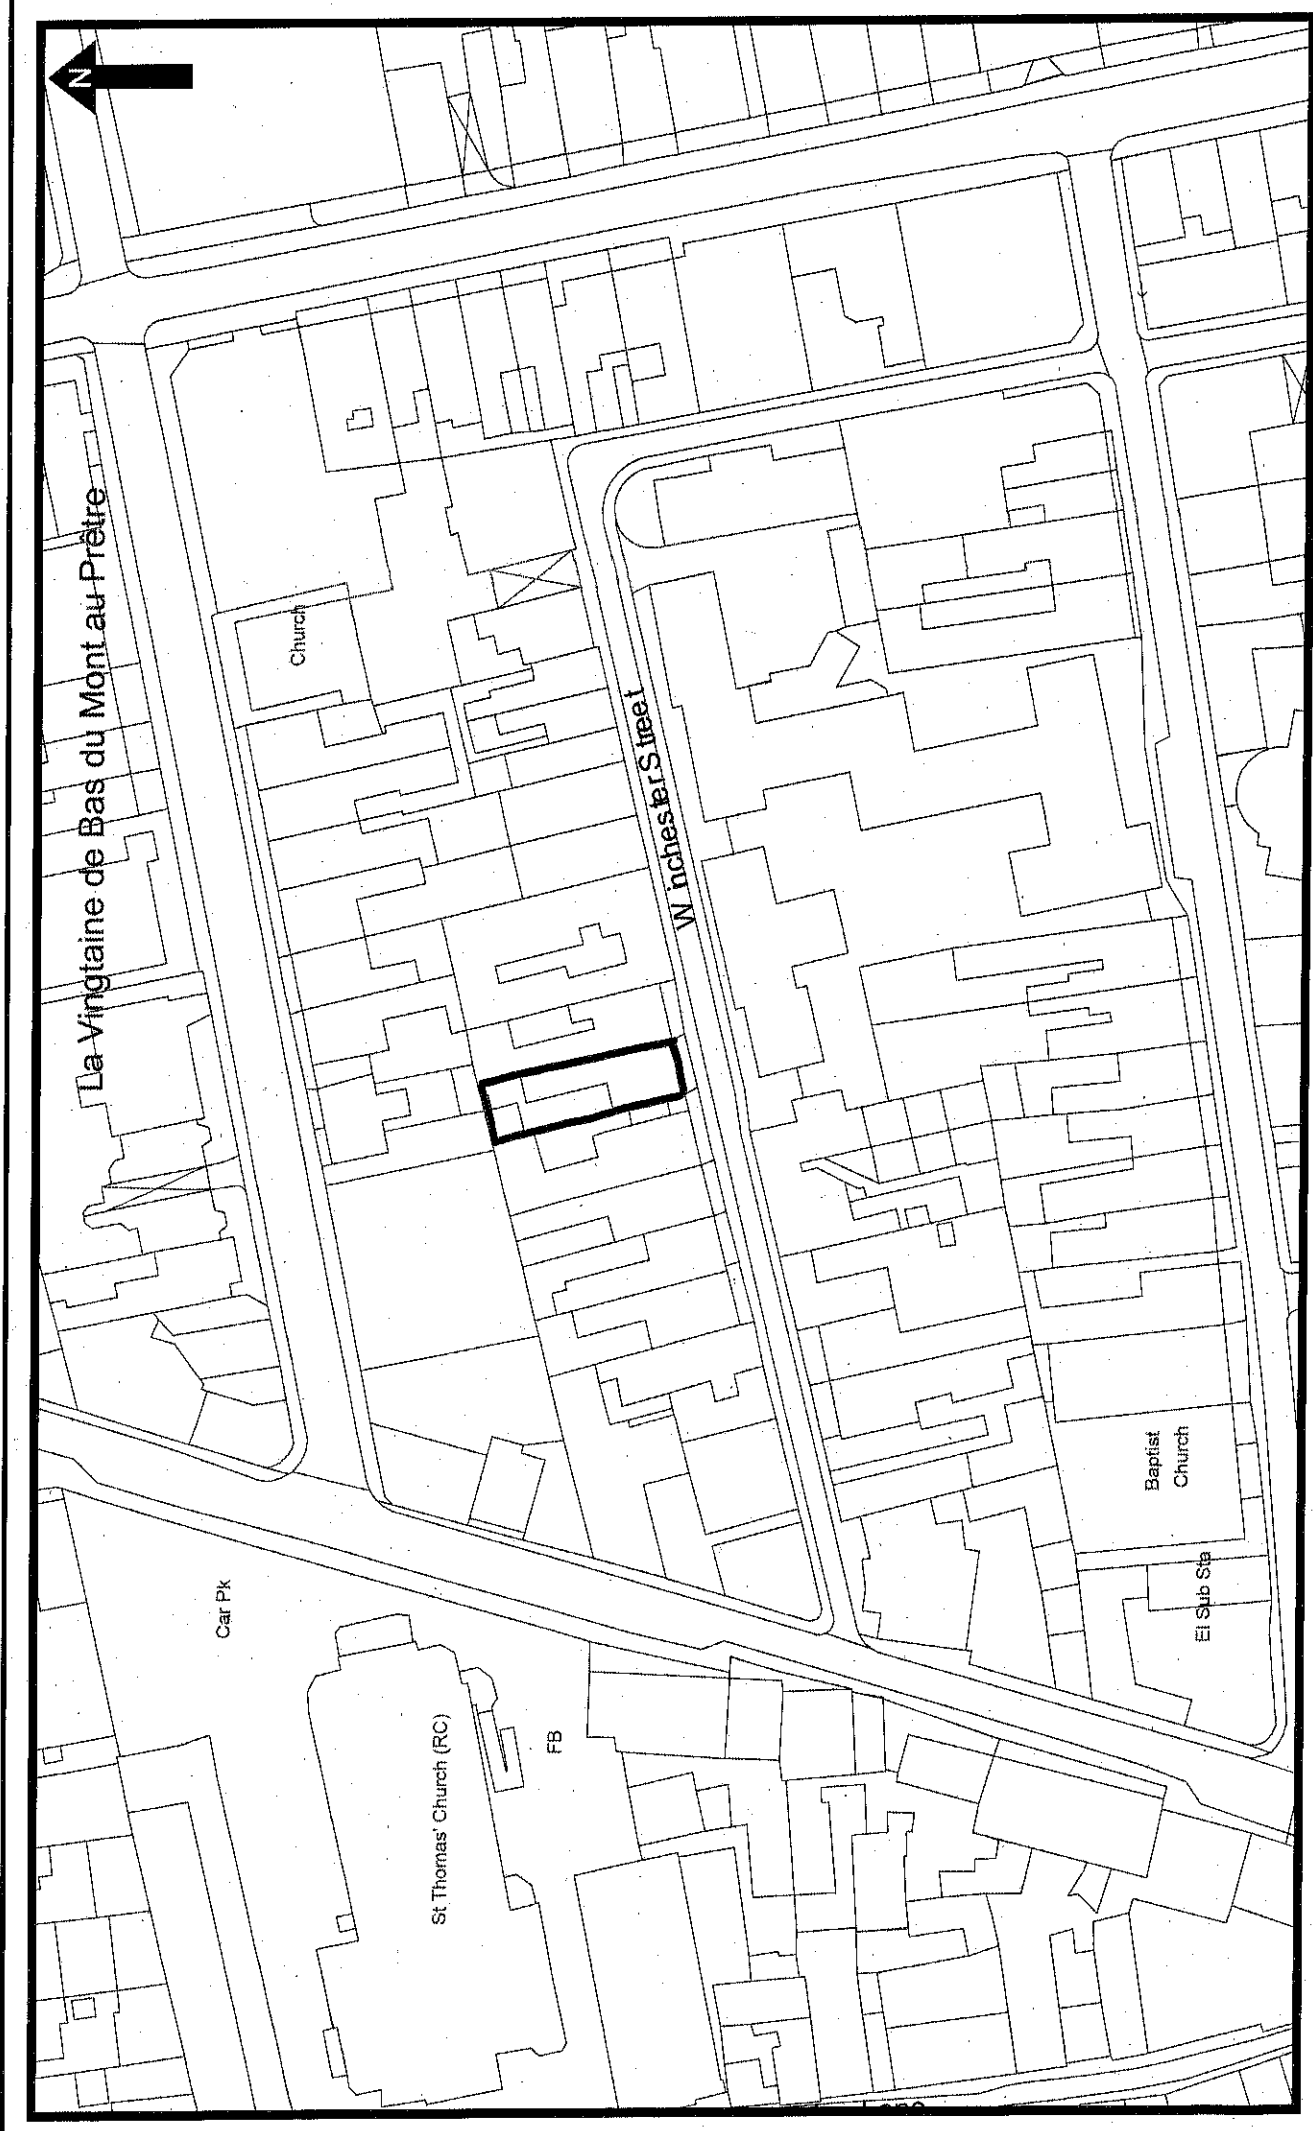 N
La Vingtaine de Bas du Mont au Prêtre
Church
Winchester Street
Car Pk
St Thomas' Church (RC)
FB
Baptist
Church
El Sub Sta